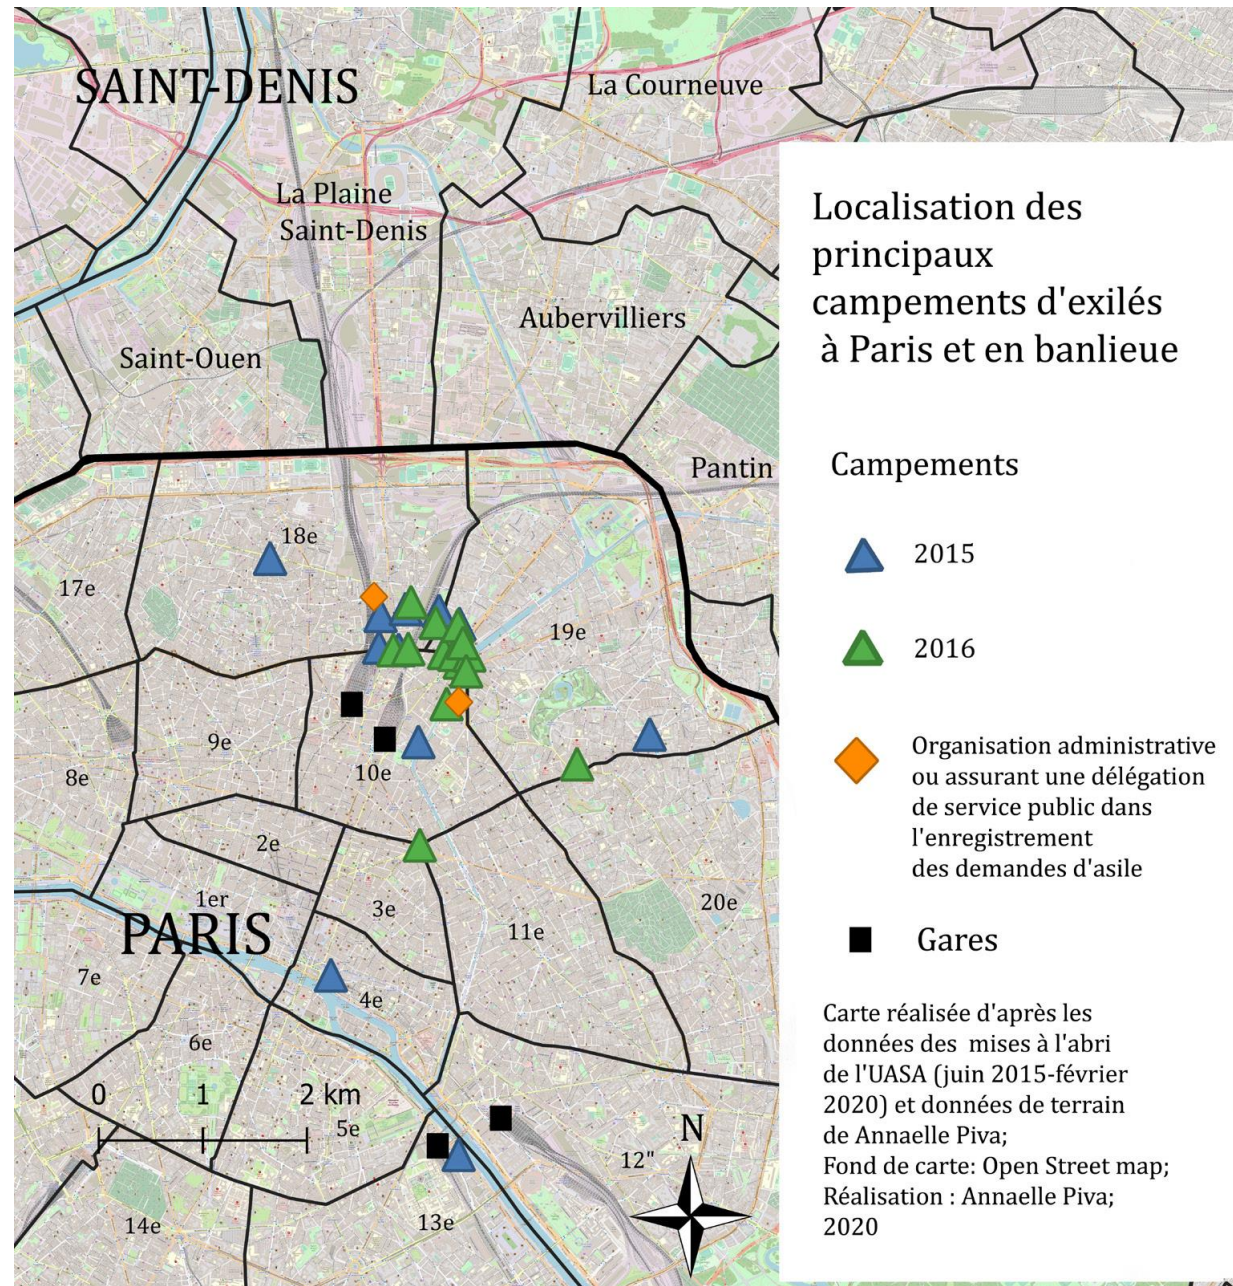 SAINT-DENIS
La Courneuve
La Plaine
Saint-Denis
Aubervilliers
Saint-Ouen
Pantin
18e
17e
19e
9e
8e
10e
2e
1er
3e
20e
PARIS
11e
7e
4e
6e
0 1 2 km
5e
N
12"
13e
14e
Localisation des
principaux
campements d'exilés
à Paris et en banlieue
Campements
2015
2016
Organisation administrative
ou assurant une délégation
de service public dans
l'enregistrement
des demandes d'asile
Gares
Carte réalisée d'après les
données des mises à l'abri
de l'UASA (juin 2015-février
2020) et données de terrain
de Annaelle Piva;
Fond de carte: Open Street map;
Réalisation : Annaelle Piva;
2020